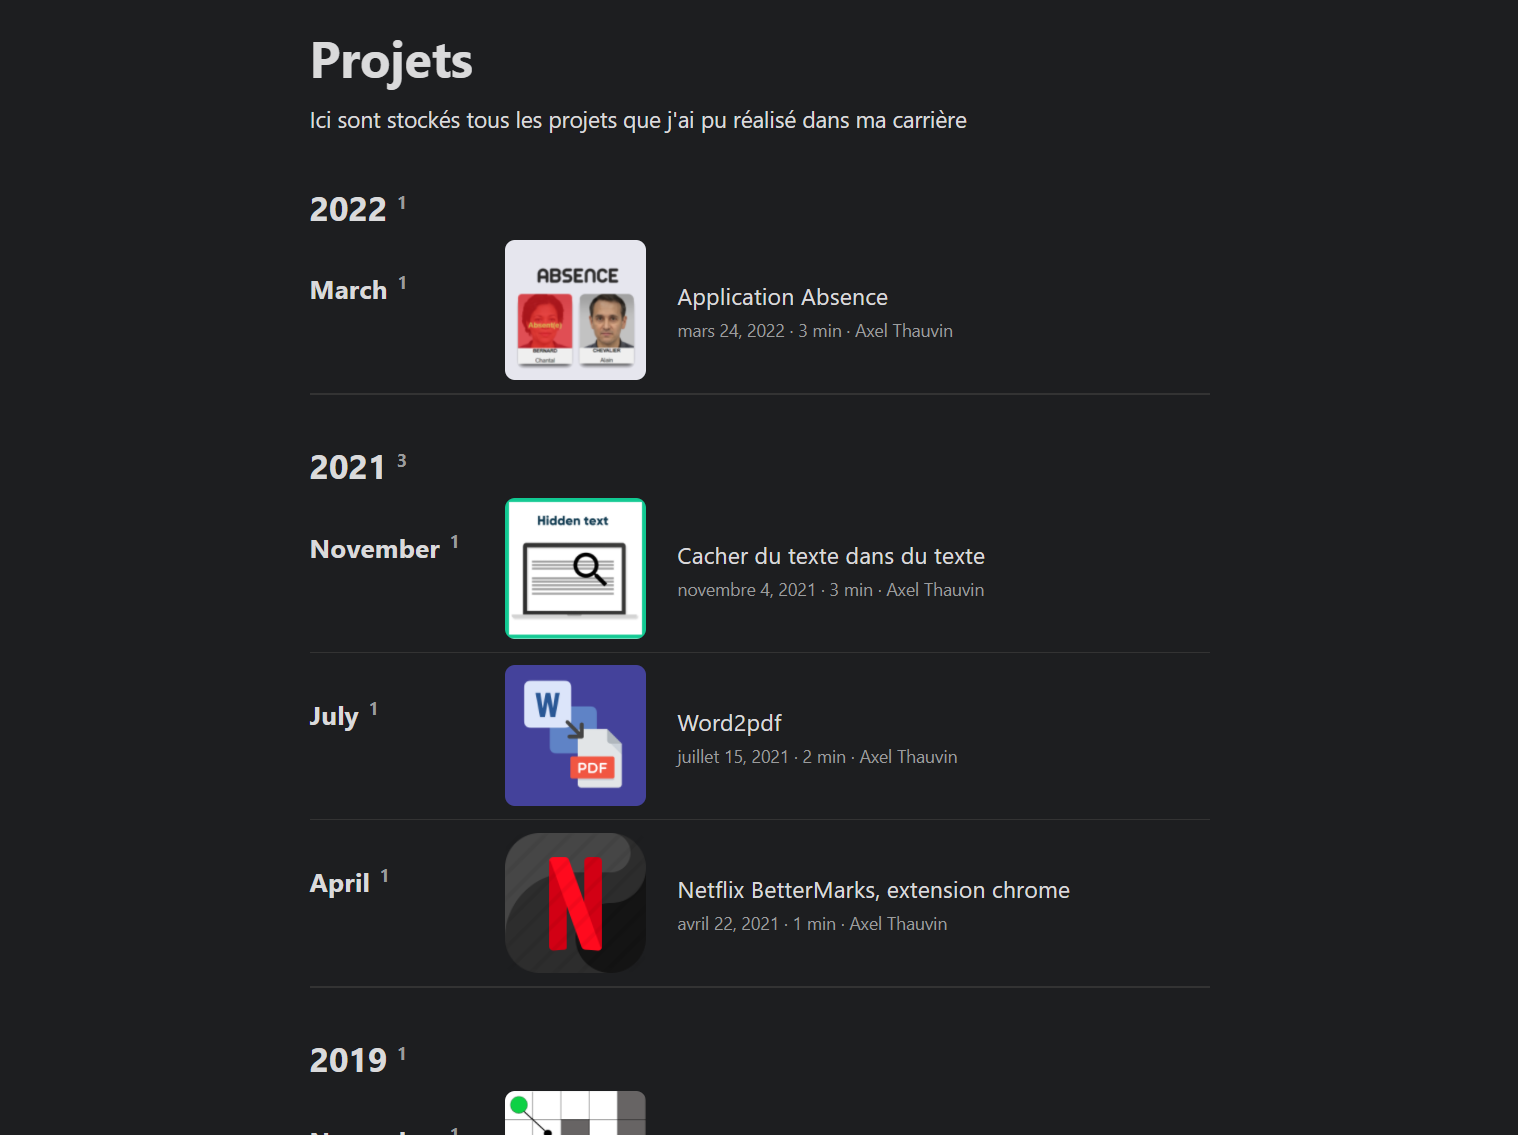 Projets
Ici sont stockés tous les projets que j'ai pu réalisé dans ma carrière
2022 1
March 1
ABSENCE
Absent(e)
BERNARD
Chantal
CHEVALIER
Alain
Application Absence
mars 24, 2022 · 3 min · Axel Thauvin
2021 3
November 1
Hidden text
Cacher du texte dans du texte
novembre 4, 2021 · 3 min · Axel Thauvin
July 1
W
PDF
Word2pdf
juillet 15, 2021 · 2 min · Axel Thauvin
April 1
N
Netflix BetterMarks, extension chrome
avril 22, 2021 · 1 min · Axel Thauvin
2019 1
1